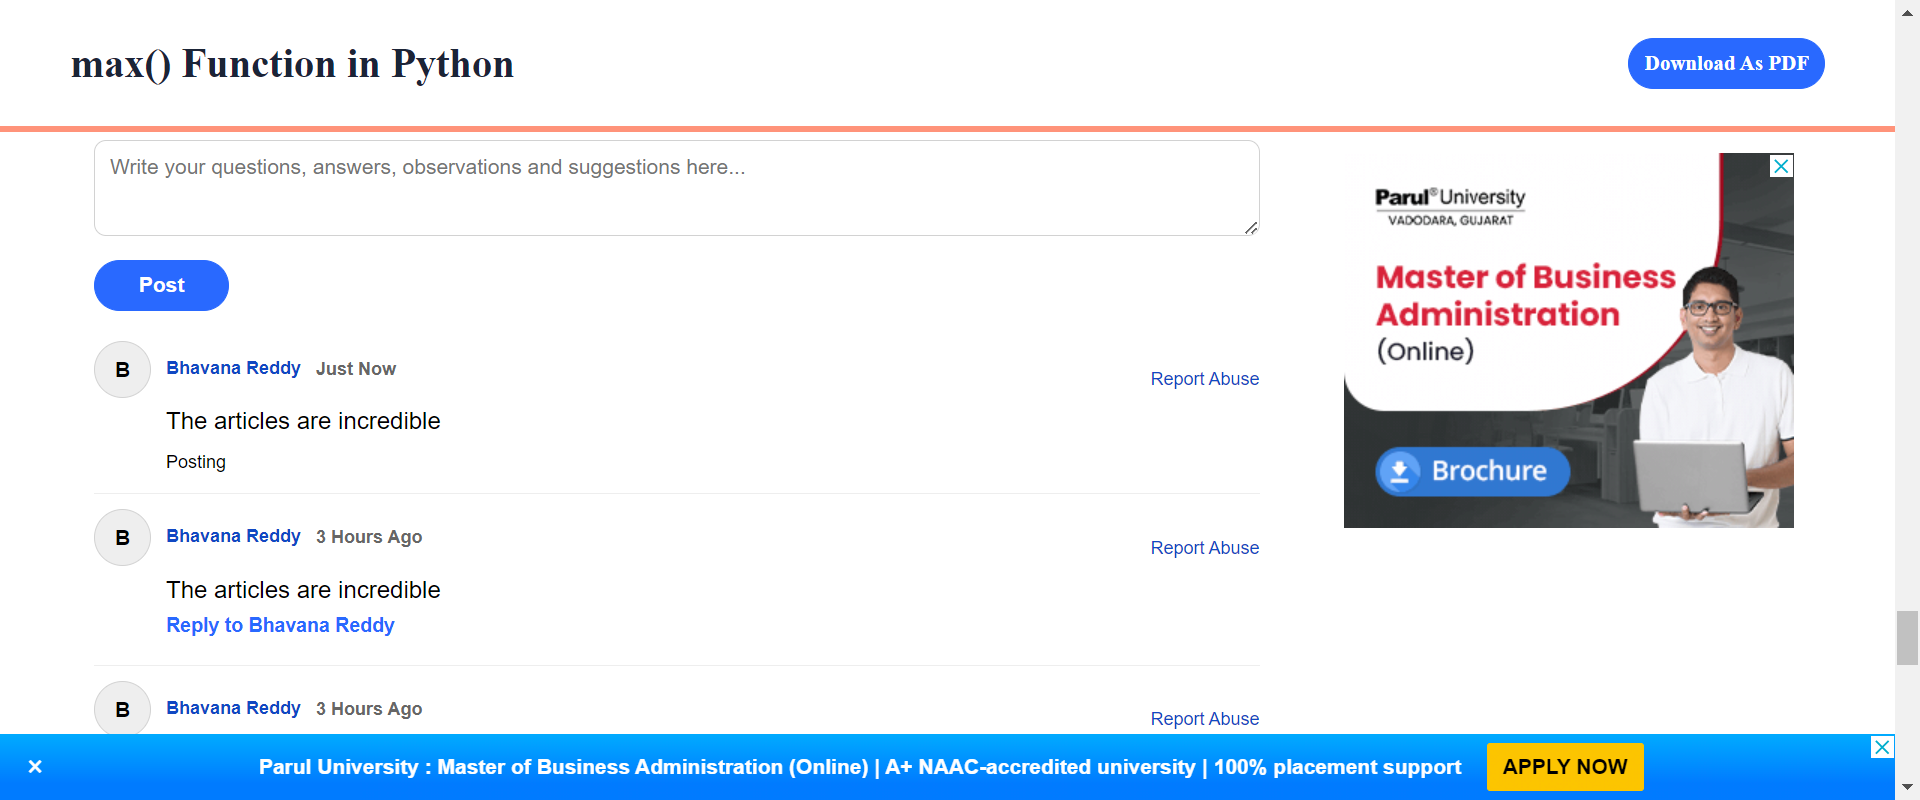 max() Function in Python
Download As PDF
Write your questions, answers, observations and suggestions here...
Post
B
Bhavana Reddy Just Now
Report Abuse
The articles are incredible
Posting
B
Bhavana Reddy 3 Hours Ago
Report Abuse
The articles are incredible
Reply to Bhavana Reddy
B
Bhavana Reddy 3 Hours Ago
Report Abuse
Parul® University
VADODARA, GUJARAT
Master of Business
Administration
(Online)
Brochure
Parul University : Master of Business Administration (Online) | A+ NAAC-accredited university | 100% placement support
APPLY NOW